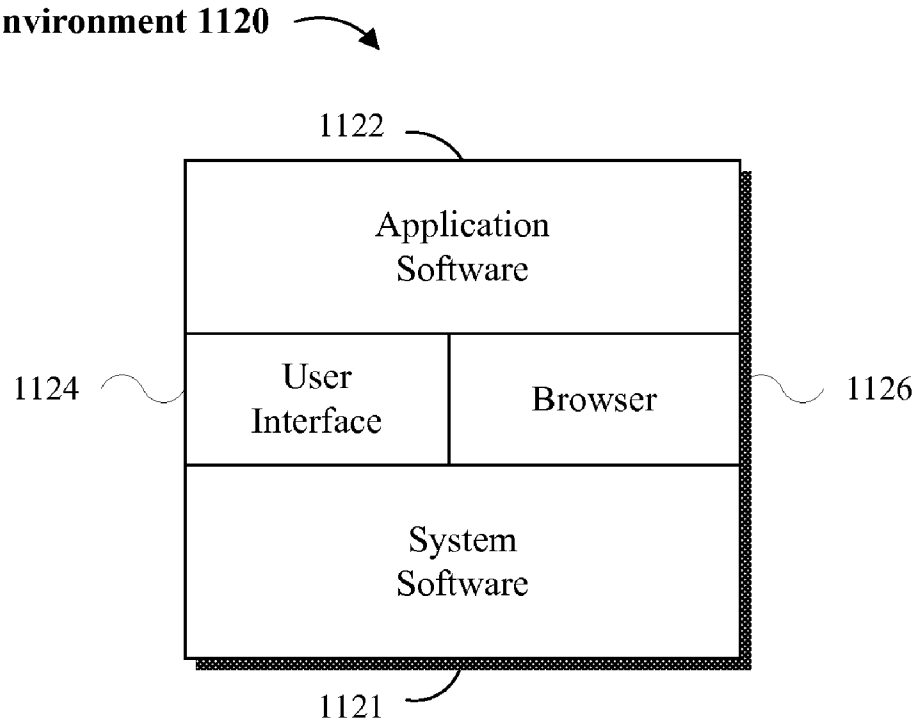 nvironment 1120
1122
Application
Software
1124
User
Interface
Browser
1126
System
Software
1121